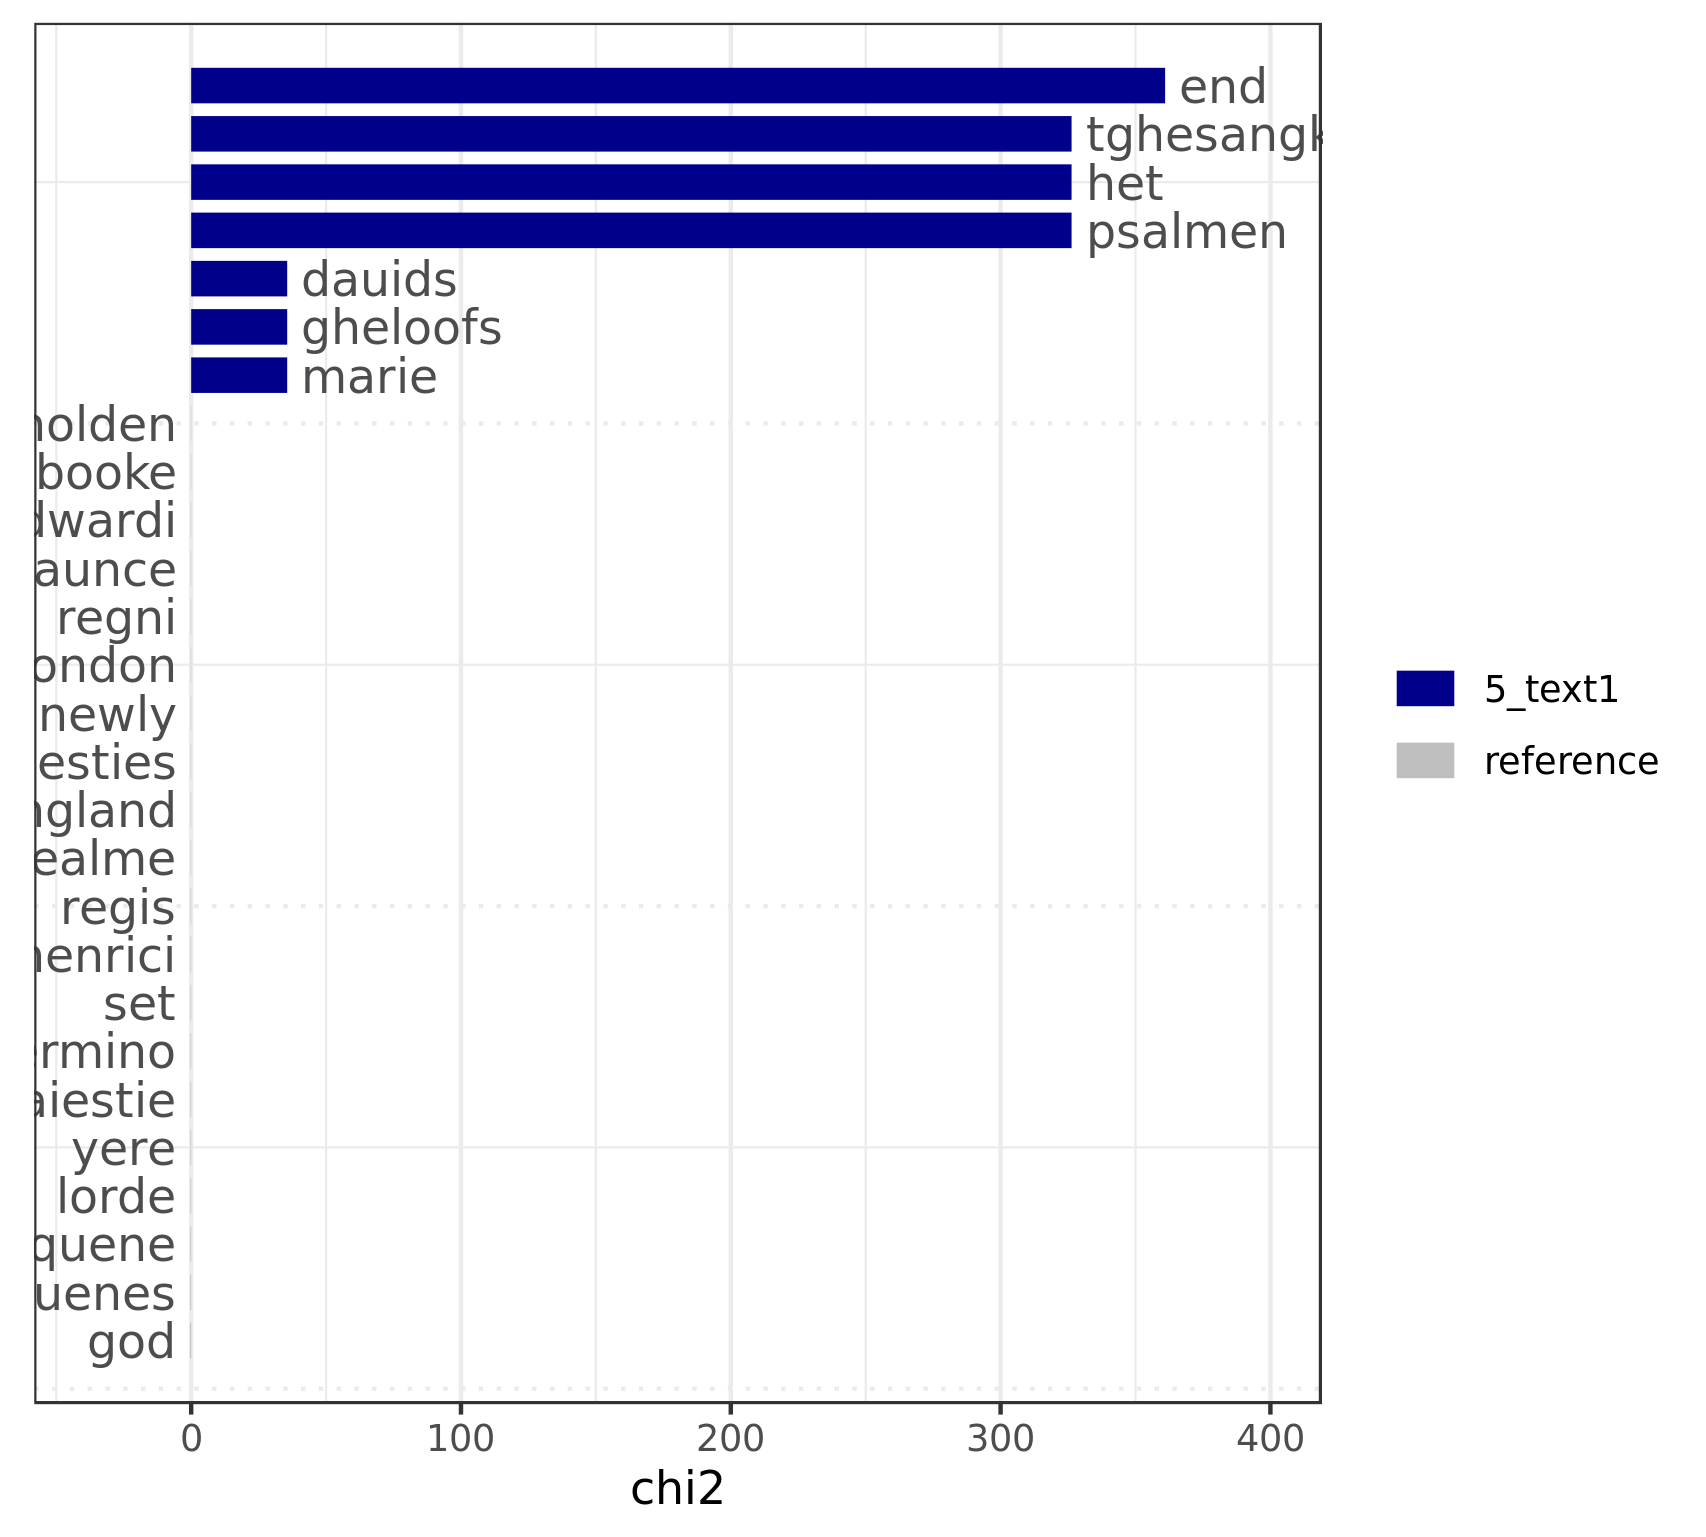 end
tghesangk
het
psalmen
dauids
gheloofs
marie
holden
booke
dwardi
aunce
regni
ondon
newly
esties
ngland
ealme
regis
henrici
set
ermino
aiestie
yere
lorde
quene
uenes
god
0 100 200 300 400
chi2
5_text1
reference